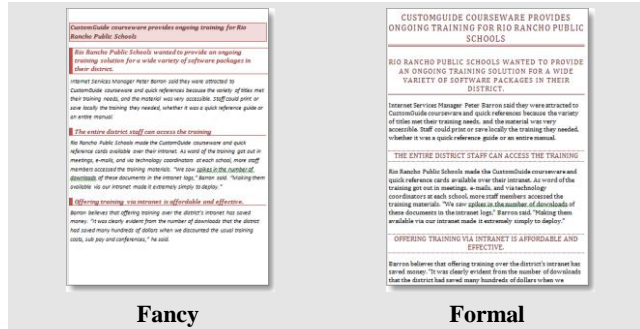 CustomGuide courseware provides ongoing training for Rio
Rancho Public Schools
Rio Rancho Public Schools wanted to provide an ongoing
training solution for a wide variety of software packages in
their district.
Internet Services Manager Peter Barron said they were attracted to
CustomGuide courseware and quick references because the variety of titles met
their training needs, and the material was very accessible. Staff could print or
save locally the training they needed, whether it was a quick reference guide or
an entire manual.
The entire district staff can access the training
Rio Rancho Public Schools made the CustomGuide courseware and quick
reference cards available over their intranet. As word of the training got out in
meetings, e-mails, and via technology coordinators at each school, more staff
members accessed the training materials. "We saw spikes in the number of
downloads of these documents in the intranet logs," Barron said. "Making them
available via our intranet made it extremely simply to deploy."
Offering training via intranet is affordable and effective.
Barron believes that offering training over the district's intranet has saved
money. "It was clearly evident from the number of downloads that the district
had saved many hundreds of dollars when we discounted the usual training
costs, sub pay and conferences," he said.
Fancy
CUSTOMGUIDE COURSEWARE PROVIDES
ONGOING TRAINING FOR RIO RANCHO PUBLIC
SCHOOLS
RIO RANCHO PUBLIC SCHOOLS WANTED TO PROVIDE
AN ONGOING TRAINING SOLUTION FOR A WIDE
VARIETY OF SOFTWARE PACKAGES IN THEIR
DISTRICT.
Internet Services Manager Peter Barron said they were attracted to
CustomGuide courseware and quick references because the variety
of titles met their training needs, and the material was very
accessible. Staff could print or save locally the training they needed,
whether it was a quick reference guide or an entire manual.
THE ENTIRE DISTRICT STAFF CAN ACCESS THE TRAINING
Rio Rancho Public Schools made the CustomGuide courseware and
quick reference cards available over their intranet. As word of the
training got out in meetings, e-mails, and via technology
coordinators at each school, more staff members accessed the
training materials. "We saw spikes in the number of downloads of
these documents in the intranet logs," Barron said. "Making them
available via our intranet made it extremely simply to deploy."
OFFERING TRAINING VIA INTRANET IS AFFORDABLE AND
EFFECTIVE.
Barron believes that offering training over the district's intranet has
saved money. "It was clearly evident from the number of downloads
that the district had saved many hundreds of dollars when we
Formal